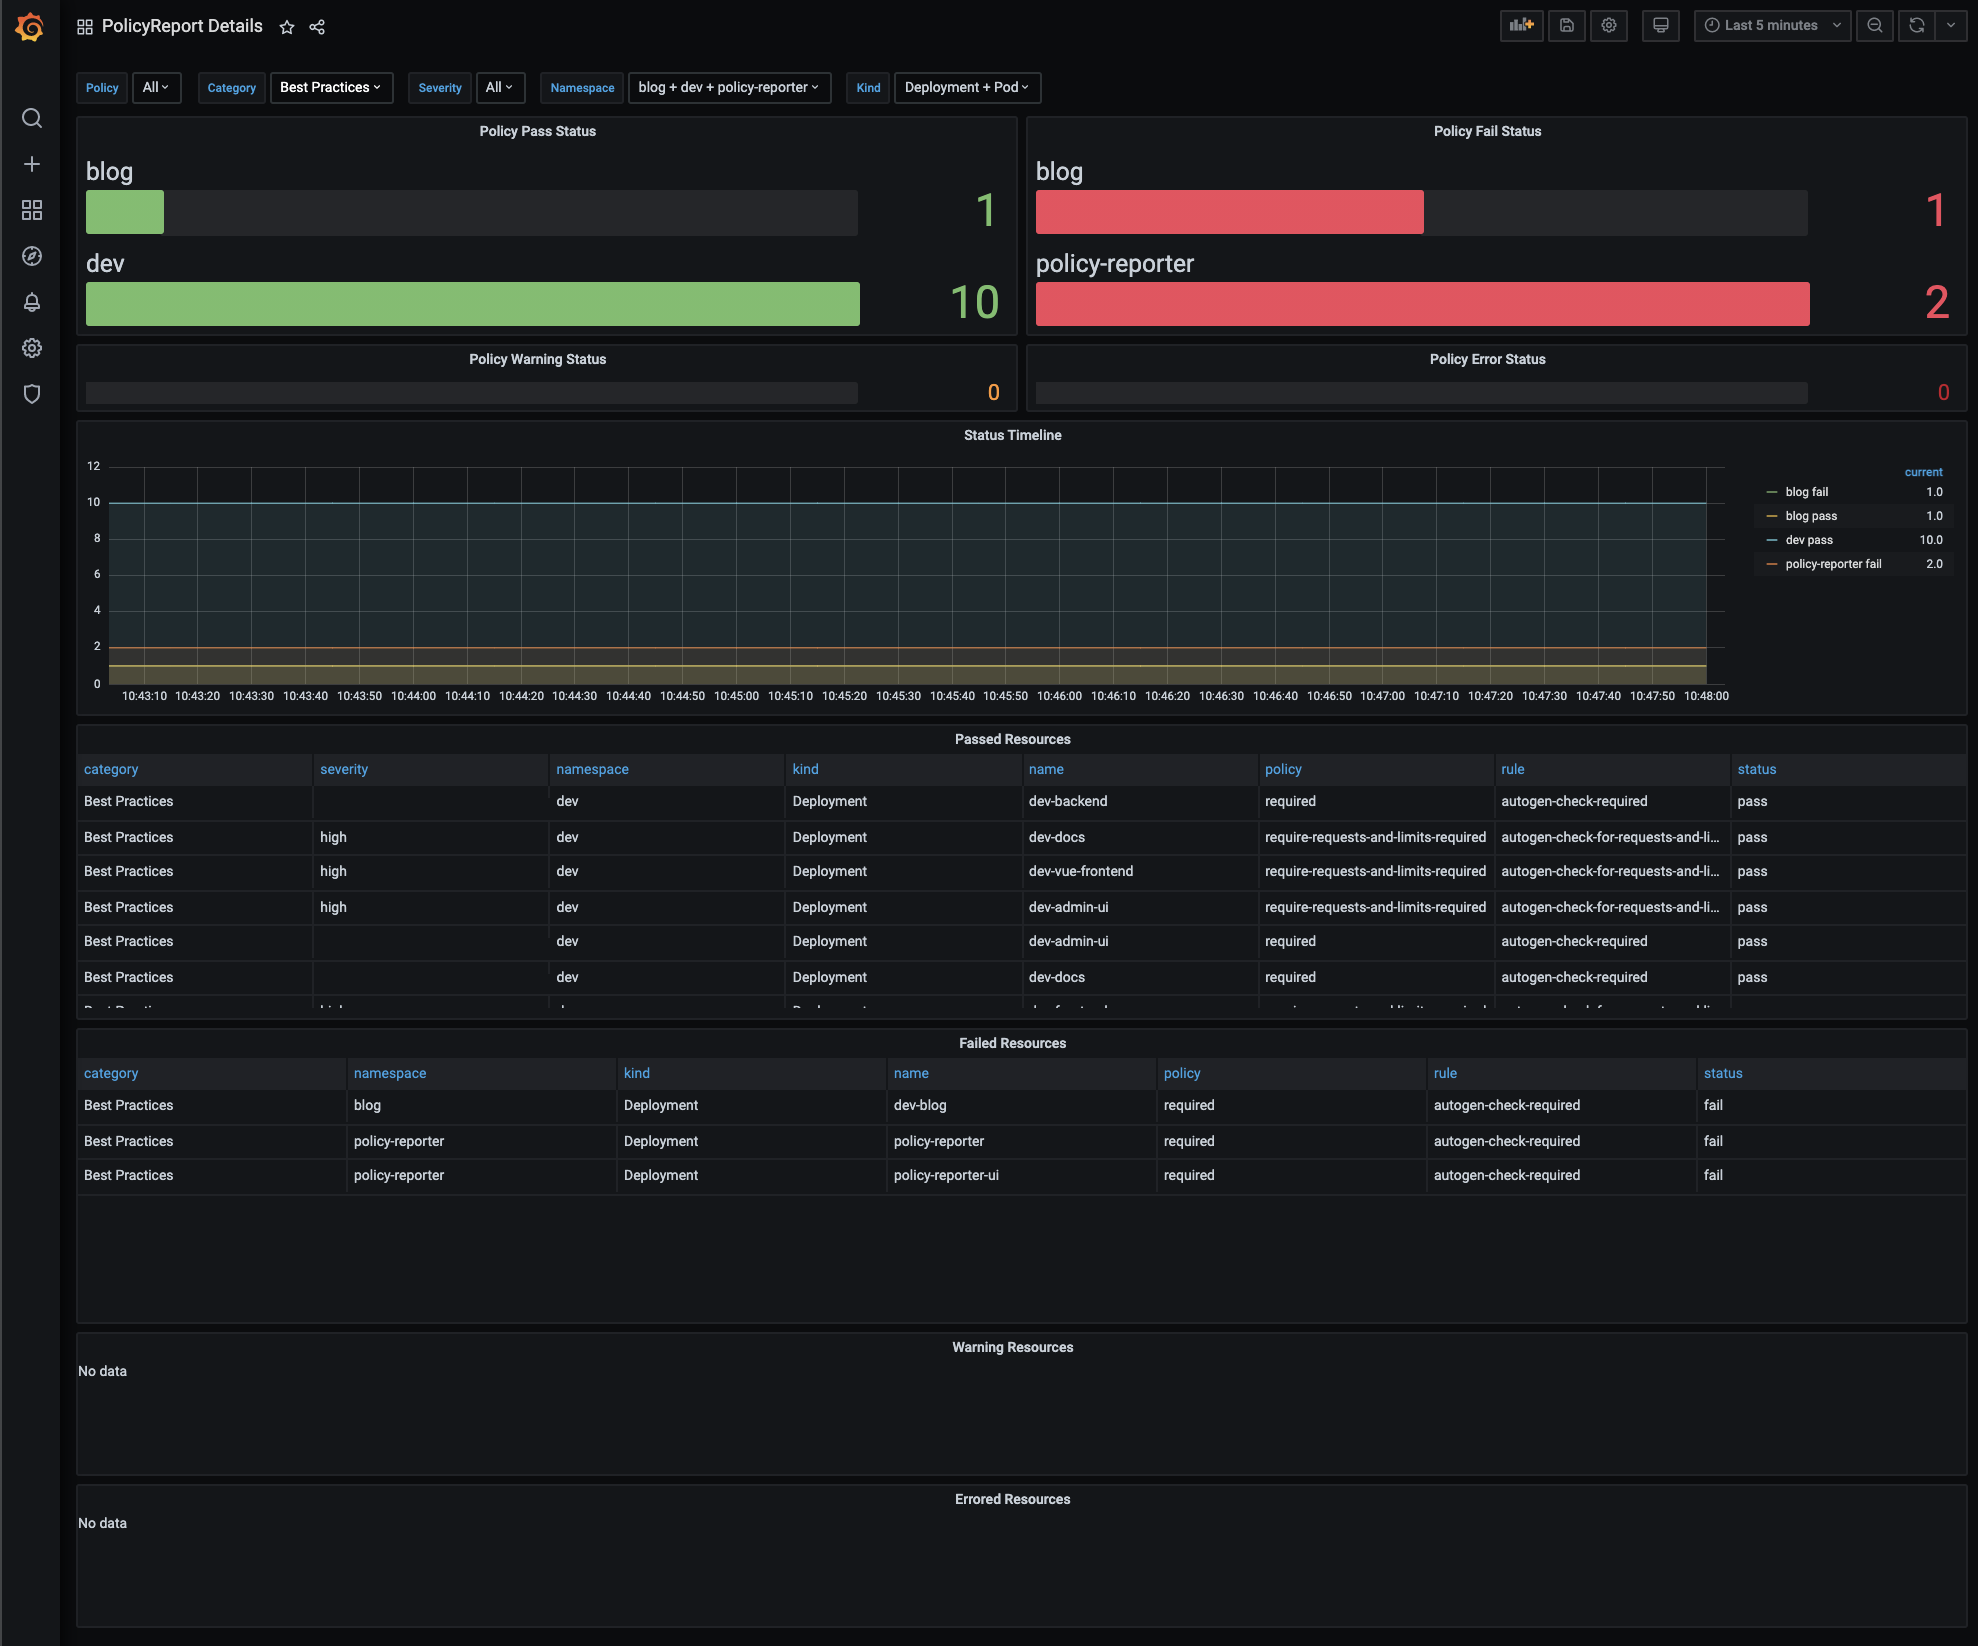 PolicyReport Details
Last 5 minutes
Policy All Category Best Practices Severity All Namespace blog + dev + policy-reporter Kind Deployment + Pod
Policy Pass Status
blog
1
dev
10
Policy Fail Status
blog
1
policy-reporter
2
Policy Warning Status
0
Policy Error Status
0
Status Timeline
12
10
8
6
4
2
0
10:43:10 10:43:20 10:43:30 10:43:40 10:43:50 10:44:00 10:44:10 10:44:20 10:44:30 10:44:40 10:44:50 10:45:00 10:45:10 10:45:20 10:45:30 10:45:40 10:45:50 10:46:00 10:46:10 10:46:20 10:46:30 10:46:40 10:46:50 10:47:00 10:47:10 10:47:20 10:47:30 10:47:40 10:47:50 10:48:00
current
blog fail 1.0
blog pass 1.0
dev pass 10.0
policy-reporter fail 2.0
Passed Resources
category severity namespace kind name policy rule status
Best Practices dev Deployment dev-backend required autogen-check-required pass
Best Practices high dev Deployment dev-docs require-requests-and-limits-required autogen-check-for-requests-and-li... pass
Best Practices high dev Deployment dev-vue-frontend require-requests-and-limits-required autogen-check-for-requests-and-li... pass
Best Practices high dev Deployment dev-admin-ui require-requests-and-limits-required autogen-check-for-requests-and-li... pass
Best Practices dev Deployment dev-admin-ui required autogen-check-required pass
Best Practices dev Deployment dev-docs required autogen-check-required pass
Failed Resources
category namespace kind name policy rule status
Best Practices blog Deployment dev-blog required autogen-check-required fail
Best Practices policy-reporter Deployment policy-reporter required autogen-check-required fail
Best Practices policy-reporter Deployment policy-reporter-ui required autogen-check-required fail
Warning Resources
No data
Errored Resources
No data